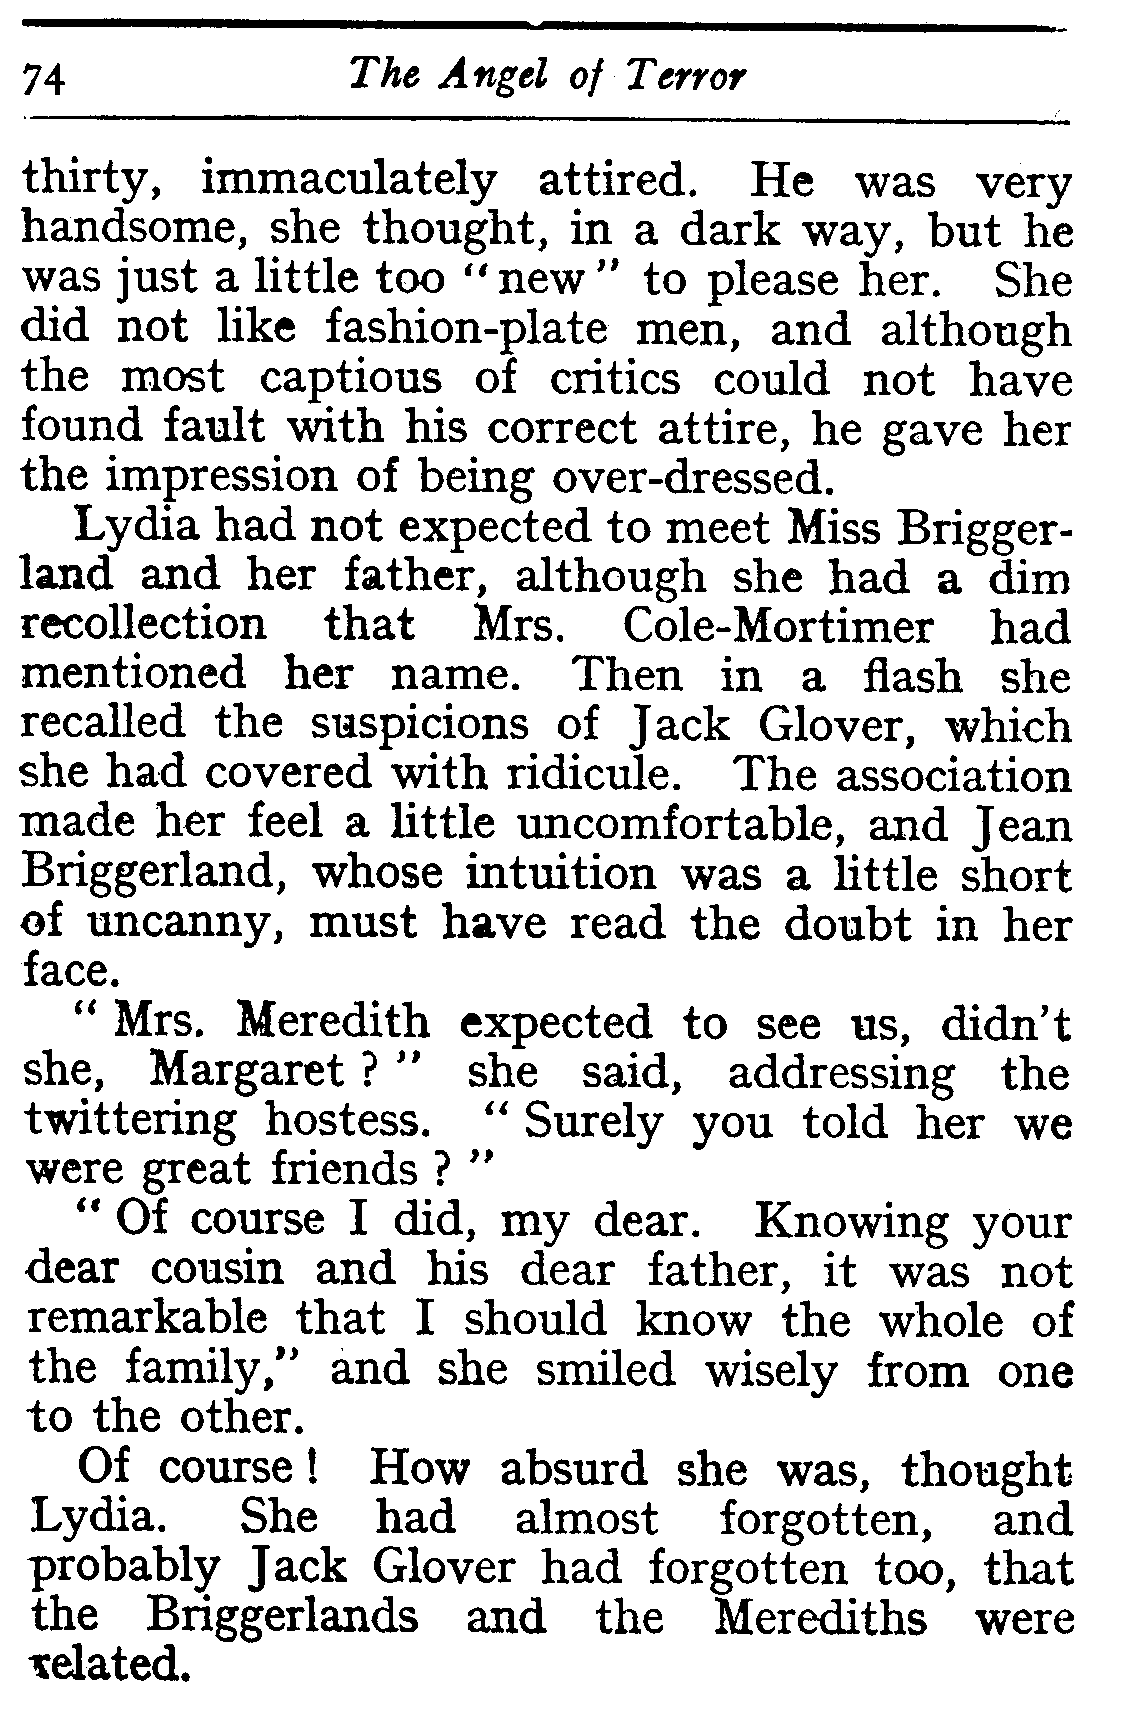 74 The Angel of Terror
thirty, immaculately attired. He was very
handsome, she thought, in a dark way, but he
was just a little too “new” to please her. She
did not like fashion-plate men, and although
the most captious of critics could not have
found fault with his correct attire, he gave her
the impression of being over-dressed.
Lydia had not expected to meet Miss Brigger-
land and her father, although she had a dim
recollection that Mrs. Cole-Mortimer had
mentioned her name. Then in a flash she
recalled the suspicions of Jack Glover, which
she had covered with ridicule. The association
made her feel a little uncomfortable, and Jean
Briggerland, whose intuition was a little short
of uncanny, must have read the doubt in her
face.
“ Mrs. Meredith expected to see us, didn't
she, Margaret ? ” she said, addressing the
twittering hostess. “ Surely you told her we
were great friends ? ”
“ Of course I did, my dear. Knowing your
dear cousin and his dear father, it was not
remarkable that I should know the whole of
the family,” and she smiled wisely from one
to the other.
Of course ! How absurd she was, thought
Lydia. She had almost forgotten, and
probably Jack Glover had forgotten too, that
the Briggerlands and the Merediths were
related.